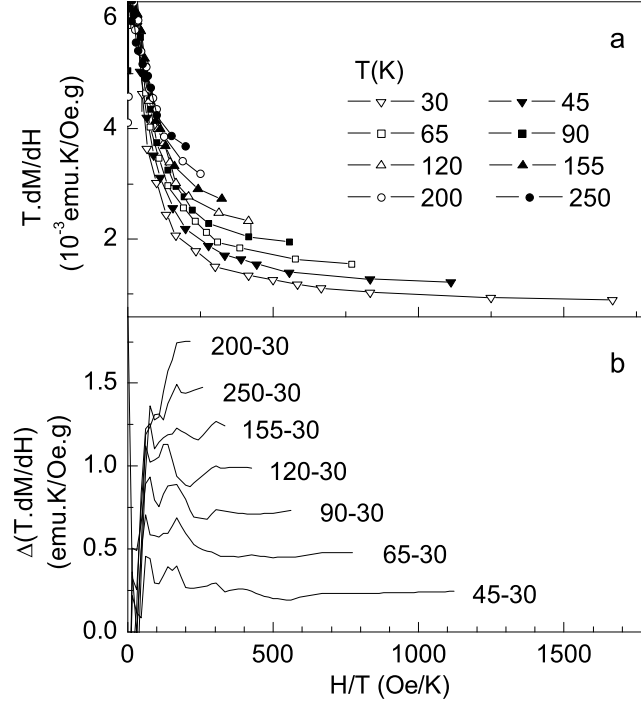 6
4
2
T.dM/dH
(10⁻³emu.K/Oe.g)
a
T(K)
30 45
65 90
120 155
200 250
b
1.5
1.0
0.5
0.0
Δ(T.dM/dH)
(emu.K/Oe.g)
200-30
250-30
155-30
120-30
90-30
65-30
45-30
0 500 1000 1500
H/T (Oe/K)